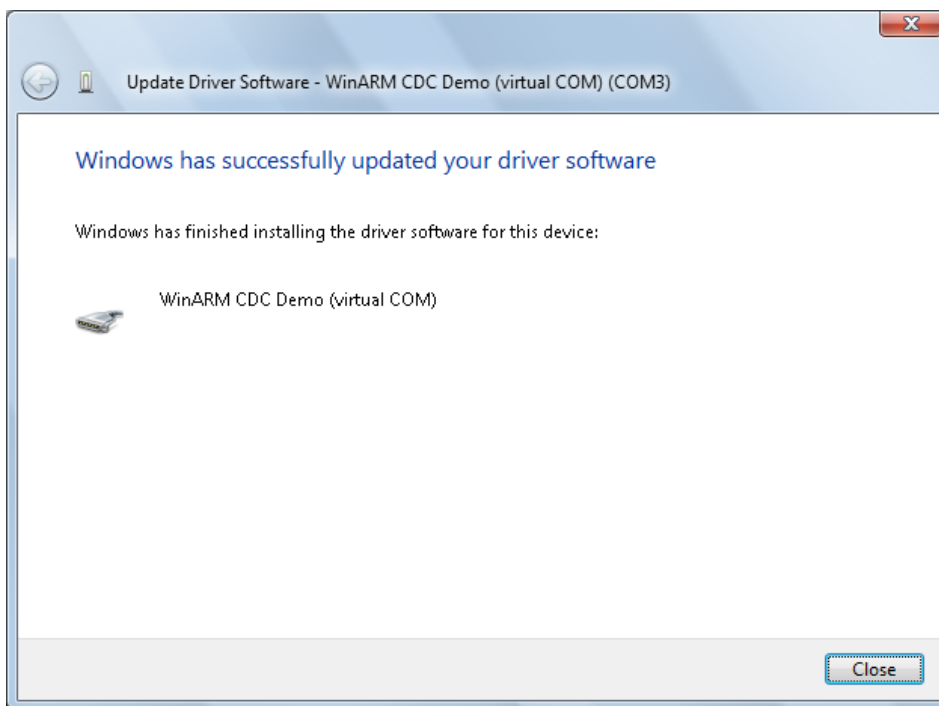 Update Driver Software - WinARM CDC Demo (virtual COM) (COM3)
Windows has successfully updated your driver software
Windows has finished installing the driver software for this device:
WinARM CDC Demo (virtual COM)
Close